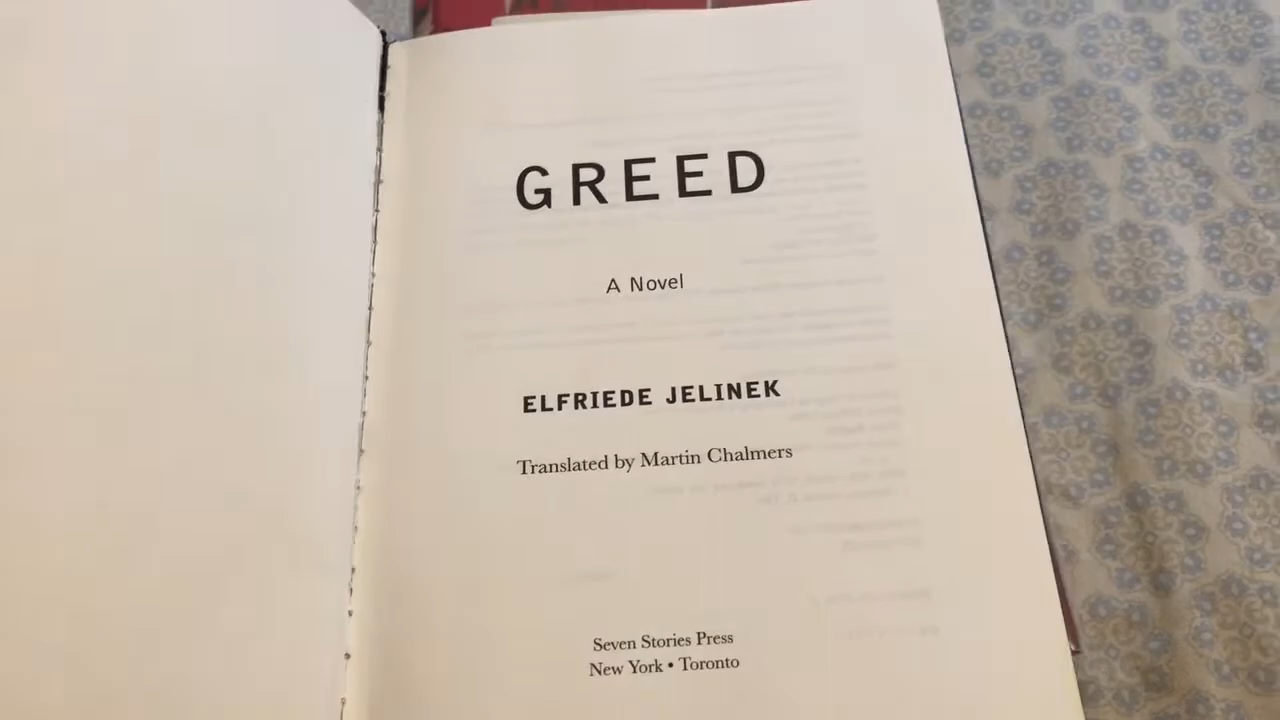 GREED
A Novel
ELFRIEDE JELINEK
Translated by Martin Chalmers
Seven Stories Press
New York • Toronto